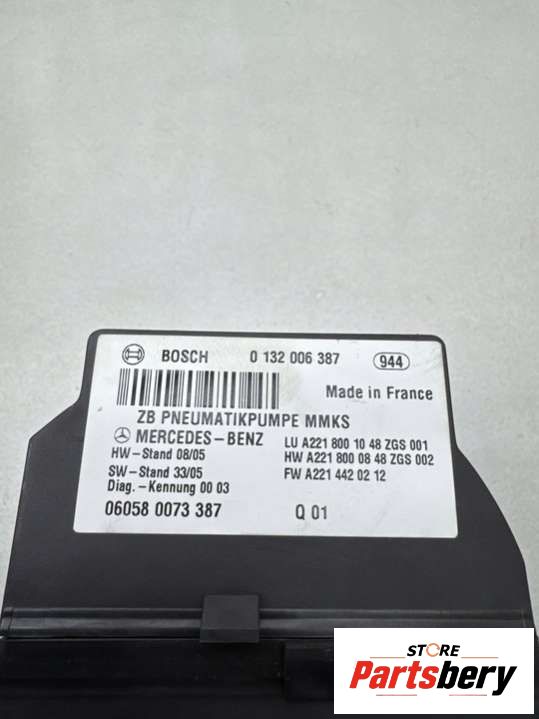 BOSCH 0 132 006 387 944
Made in France
ZB PNEUMATIKPUMPE MMKS
MERCEDES-BENZ LU A221 800 10 48 ZGS 001
HW-Stand 08/05 HW A221 800 08 48 ZGS 002
SW-Stand 33/05 FW A221 442 02 12
Diag.-Kennung 00 03
06058 0073 387 Q 01
STORE
Partsbery